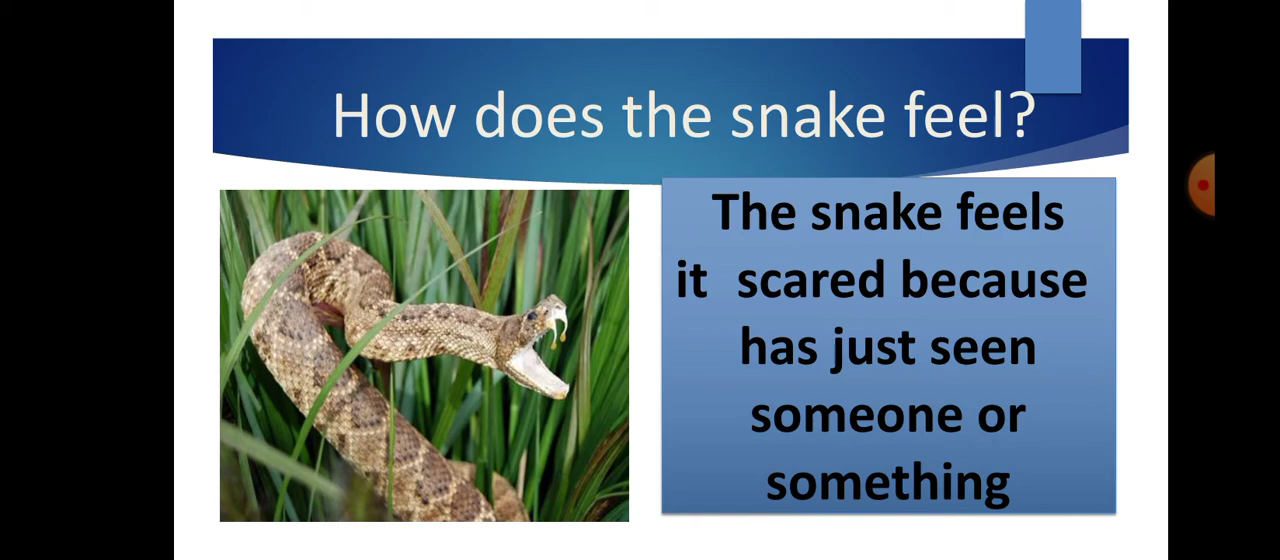 How does the snake feel?
The snake feels
it scared because
has just seen
someone or
something